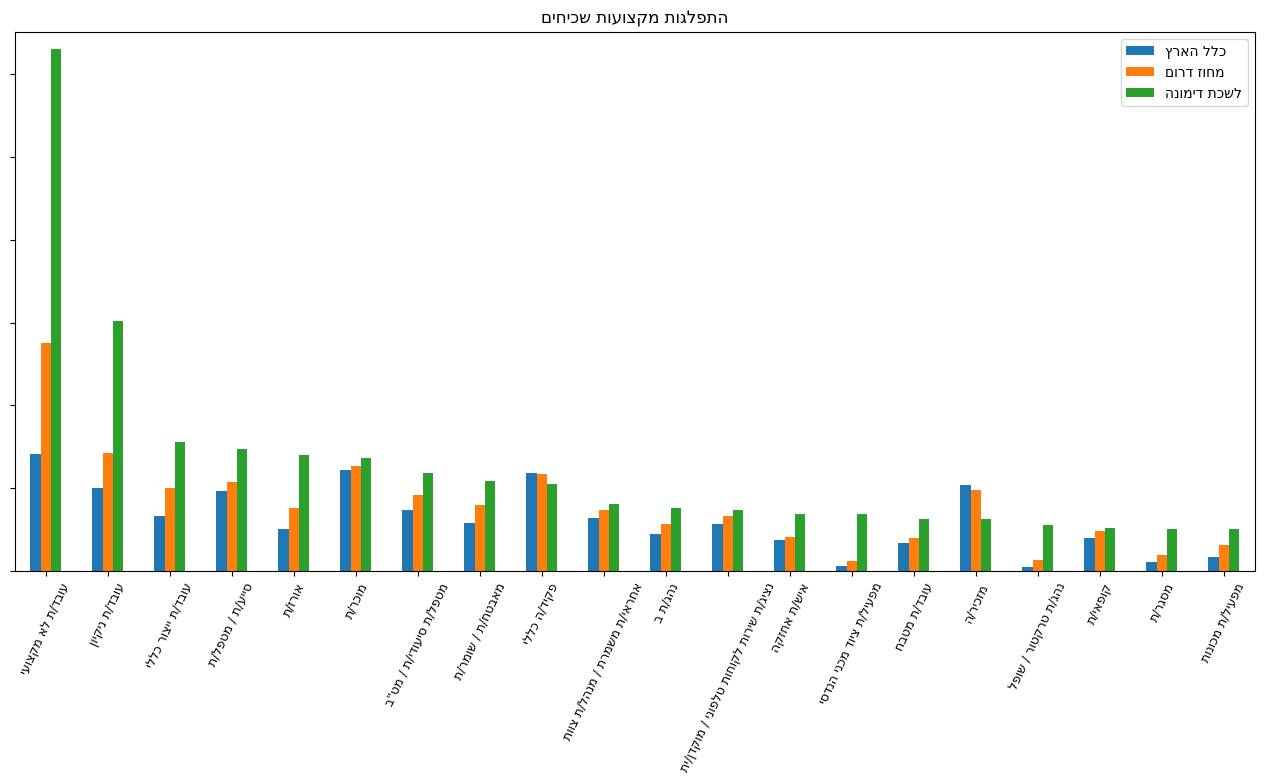 התפלגות מקצועות שכיחים
כלל הארץ
מחוז דרום
לשכת דימונה
עובד/ת לא מקצועי
עובד/ת ניקיון
עובד/ת ייצור כללי
סייע/ת / מטפל/ת
אורז/ת
מוכר/ת
מטפל/ת סיעודי/ת / מט"ב
מאבטח/ת / שומר/ת
פקיד/ה כללי
אחראי/ת משמרת / מנהל/ת צוות
נהג/ת ב
נציג/ת שירות לקוחות טלפוני / מוקדן/ית
איש/ת אחזקה
מפעיל/ת ציוד מכני הנדסי
עובד/ת מטבח
מזכיר/ה
נהג/ת טרקטור / שופל
קופאי/ת
מסגר/ת
מפעיל/ת מכונות